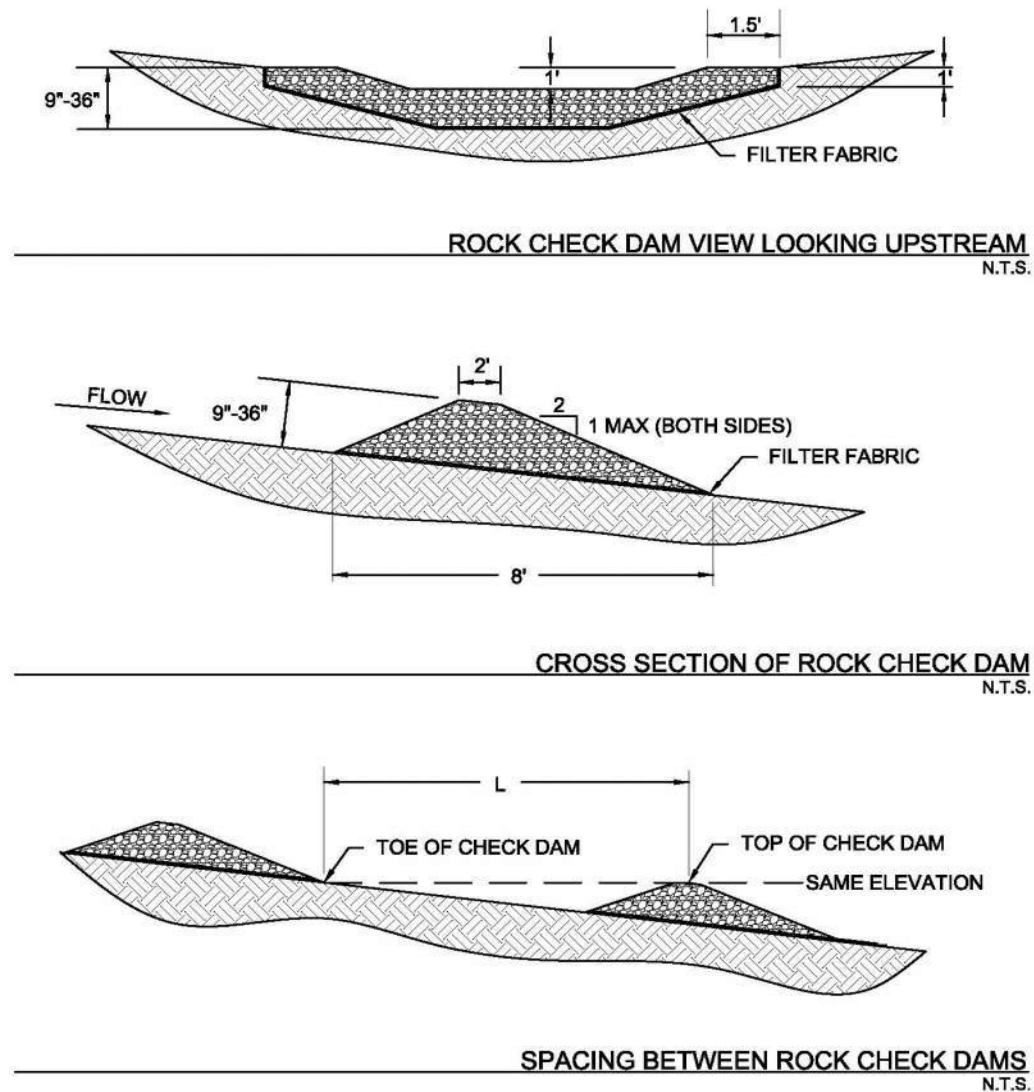 1.5'
9"-36"
1'
1'
FILTER FABRIC
ROCK CHECK DAM VIEW LOOKING UPSTREAM
N.T.S.
2'
FLOW
9"-36"
2
1 MAX (BOTH SIDES)
FILTER FABRIC
8'
CROSS SECTION OF ROCK CHECK DAM
N.T.S.
L
TOE OF CHECK DAM
TOP OF CHECK DAM
SAME ELEVATION
SPACING BETWEEN ROCK CHECK DAMS
N.T.S.